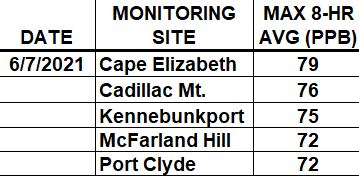 DATE MONITORING SITE MAX 8-HR AVG (PPB)
6/7/2021 Cape Elizabeth 79
Cadillac Mt. 76
Kennebunkport 75
McFarland Hill 72
Port Clyde 72